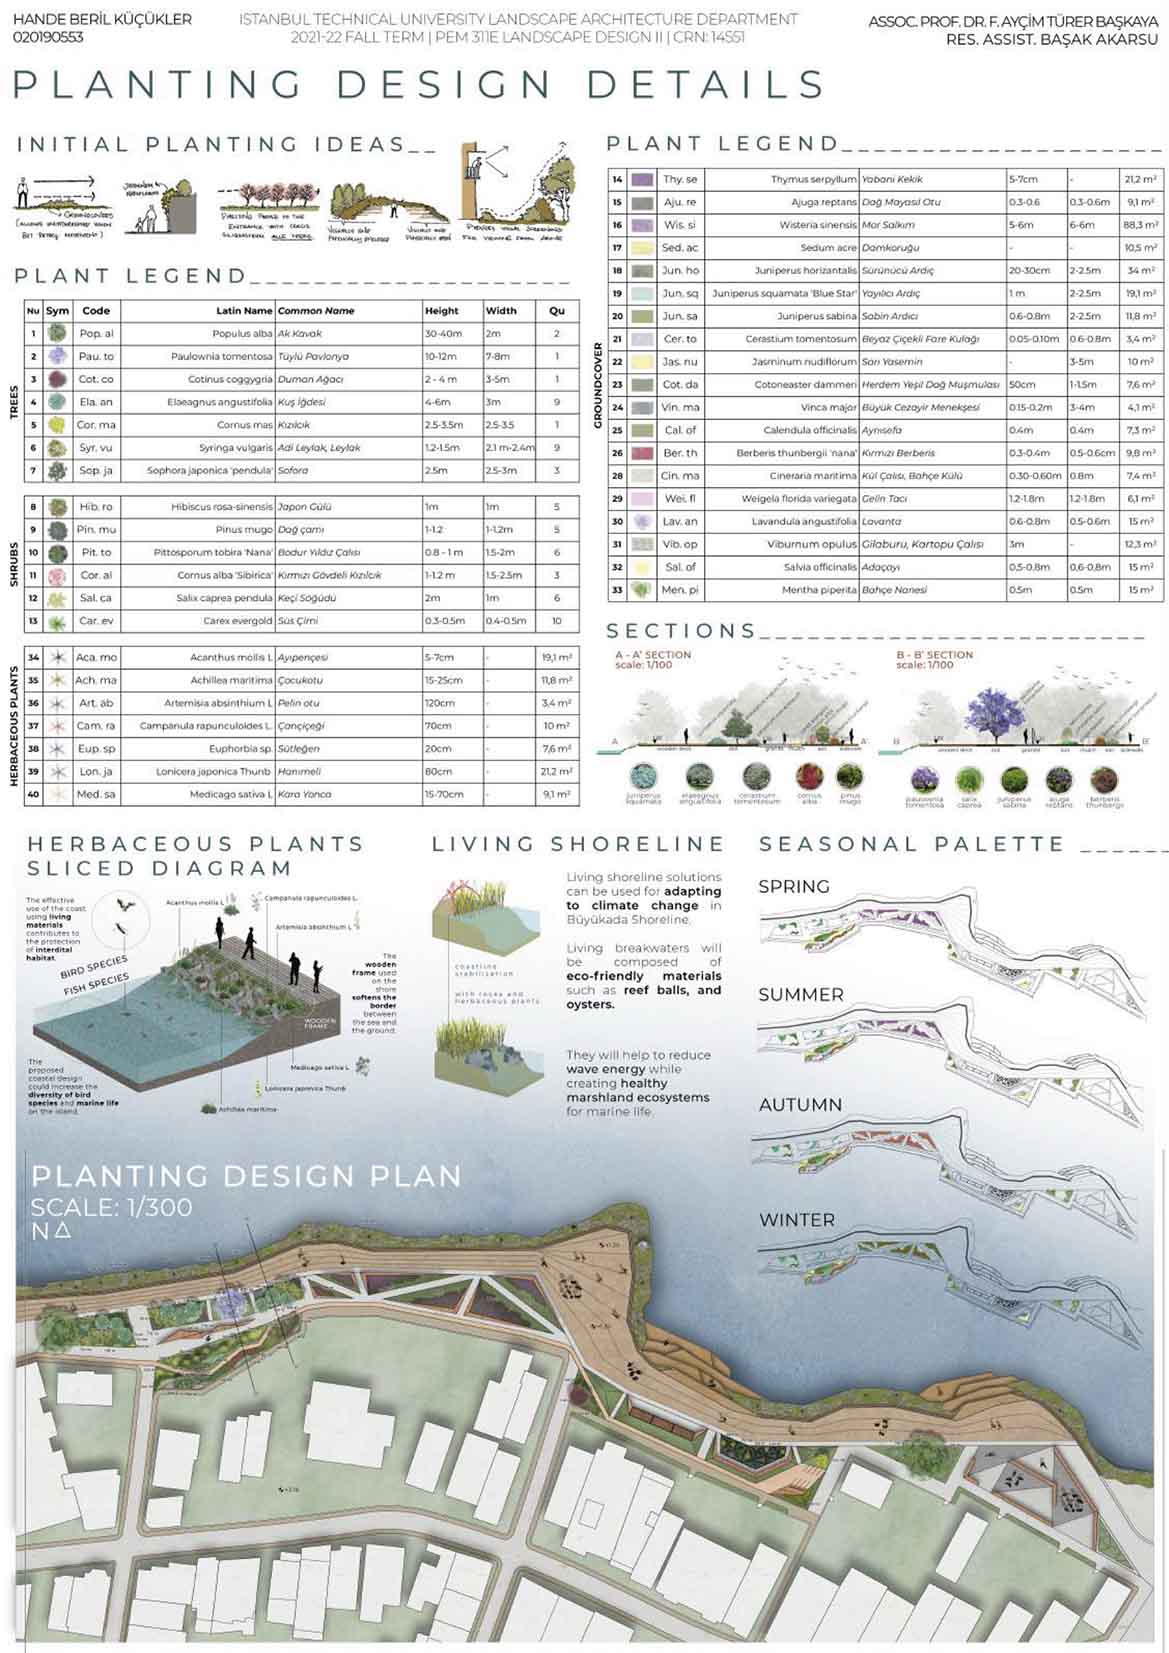 HANDE BERİL KÜÇÜKLER
020190553
ISTANBUL TECHNICAL UNIVERSITY LANDSCAPE ARCHITECTURE DEPARTMENT
2021-22 FALL TERM | PEM 311E LANDSCAPE DESIGN II | CRN: 14551
ASSOC. PROF. DR. F. AYÇİM TÜRER BAŞKAYA
RES. ASSIST. BAŞAK AKARSU
PLANTING DESIGN DETAILS
INITIAL PLANTING IDEAS__
GROUNDCOVERS
PLANT LEGEND
Nu Sym Code Latin Name Common Name Height Width Qu
TREES
1 Pop. al Populus alba Ak Kavak 30-40m 2m 2
2 Pau. to Paulownia tomentosa Tüylü Pavlonya 10-12m 7-8m 1
3 Cot. co Cotinus coggygria Duman Ağacı 2 - 4 m 3-5m 1
4 Ela. an Elaeagnus angustifolia Kuş İğdesi 4-6m 3m 9
5 Cor. ma Cornus mas Kızılcık 2.5-3.5m 2.5-3.5 1
6 Syr. vu Syringa vulgaris Adi Leylak, Leylak 1.2-1.5m 2.1 m-2.4m 9
7 Sop. ja Sophora japonica 'pendula' Sofora 2.5m 2.5-3m 3
SHRUBS
8 Hib. ro Hibiscus rosa-sinensis Japon Gülü 1m 1m 5
9 Pin. mu Pinus mugo Dağ çamı 1-1.2 1-1.2m 5
10 Pit. to Pittosporum tobira 'Nana' Bodur Yıldız Çalısı 0.8 - 1 m 1.5-2m 6
11 Cor. al Cornus alba 'Sibirica' Kırmızı Gövdeli Kızılcık 1-1.2 m 1.5-2.5m 3
12 Sal. ca Salix caprea pendula Keçi Söğüdü 2m 1m 6
13 Car. ev Carex evergold Süs Çimi 0.3-0.5m 0.4-0.5m 10
HERBACEOUS PLANTS
34 Aca. mo Acanthus mollis L Ayıpençesi 5-7cm - 19,1 m²
35 Ach. ma Achillea maritima Çocukotu 15-25cm - 11,8 m²
36 Art. ab Artemisia absinthium L Pelin otu 120cm - 3,4 m²
37 Cam. ra Campanula rapunculoides L Çançiçeği 70cm - 10 m²
38 Eup. sp Euphorbia sp. Sütleğen 20cm - 7,6 m²
39 Lon. ja Lonicera japonica Thunb Hanımeli 80cm - 21,2 m²
40 Med. sa Medicago sativa L Kara Yonca 15-70cm - 9,1 m²
PLANT LEGEND
GROUNDCOVER
14 Thy. se Thymus serpyllum Yabani Kekik 5-7cm - 21,2 m²
15 Aju. re Ajuga reptans Dağ Mayasıl Otu 0.3-0.6 0.3-0.6m 9,1 m²
16 Wis. si Wisteria sinensis Mor Salkım 5-6m 6-6m 88,3 m²
17 Sed. ac Sedum acre Damkoruğu - - 10,5 m²
18 Jun. ho Juniperus horizantalis Sürünücü Ardıç 20-30cm 2-2.5m 34 m²
19 Jun. sq Juniperus squamata 'Blue Star' Yayılıcı Ardıç 1 m 2-2.5m 19,1 m²
20 Jun. sa Juniperus sabina Sabin Ardıcı 0.6-0.8m 2-2.5m 11,8 m²
21 Cer. to Cerastium tomentosum Beyaz Çiçekli Fare Kulağı 0.05-0.10m 0.6-0.8m 3,4 m²
22 Jas. nu Jasminum nudiflorum Sarı Yasemin - 3-5m 10 m²
23 Cot. da Cotoneaster dammeri Herdem Yeşil Dağ Muşmulası 50cm 1-1.5m 7,6 m²
24 Vin. ma Vinca major Büyük Cezayir Menekşesi 0.15-0.2m 3-4m 4,1 m²
25 Cal. of Calendula officinalis Aynısefa 0.4m 0.4m 7,3 m²
26 Ber. th Berberis thunbergii 'nana' Kırmızı Berberis 0.3-0.4m 0.5-0.6cm 9,8 m²
28 Cin. ma Cineraria maritima Kül Çalısı, Bahçe Külü 0.30-0.60m 0.8m 7,4 m²
29 Wei. fl Weigela florida variegata Gelin Tacı 1.2-1.8m 1.2-1.8m 6,1 m²
30 Lav. an Lavandula angustifolia Lavanta 0.6-0.8m 0.5-0.6m 15 m²
31 Vib. op Viburnum opulus Gilaburu, Kartopu Çalısı 3m - 12,3 m²
32 Sal. of Salvia officinalis Adaçayı 0,5-0.8m 0.6-0.8m 15 m²
33 Men. pi Mentha piperita Bahçe Nanesi 0.5m 0.5m 15 m²
SECTIONS
A - A' SECTION
scale: 1/100
B - B' SECTION
scale: 1/100
A A' B B'
juniperus squamata
elaeagnus angustifolia
cerastium tomentosum
cornus alba
pinus mugo
paulownia tomentosa
salix caprea
juniperus sabina
ajuga reptans
berberis thunbergii
HERBACEOUS PLANTS
SLICED DIAGRAM
The effective
use of the coast
using living
materials
contributes to
the protection
of interdital
habitat.
BIRD SPECIES
FISH SPECIES
Acanthus mollis L
Campanula rapunculoides L.
Artemisia absinthium L
The
wooden
frame used
on the
shore
softens the
border
between
the sea end
the ground.
WOODEN
FRAME
Medicago sativa L
Lonicera japonica Thunb
Achillea maritima
The
proposed
coastal design
could increase the
diversity of bird
species and marine life
on the island.
LIVING SHORELINE
coastline
stabilization
with rocks and
herbaceous plants
Living shoreline solutions
can be used for adapting
to climate change in
Büyükada Shoreline.
Living breakwaters will
be composed of
eco-friendly materials
such as reef balls, and
oysters.
They will help to reduce
wave energy while
creating healthy
marshland ecosystems
for marine life.
SEASONAL PALETTE
SPRING
SUMMER
AUTUMN
WINTER
PLANTING DESIGN PLAN
SCALE: 1/300
N